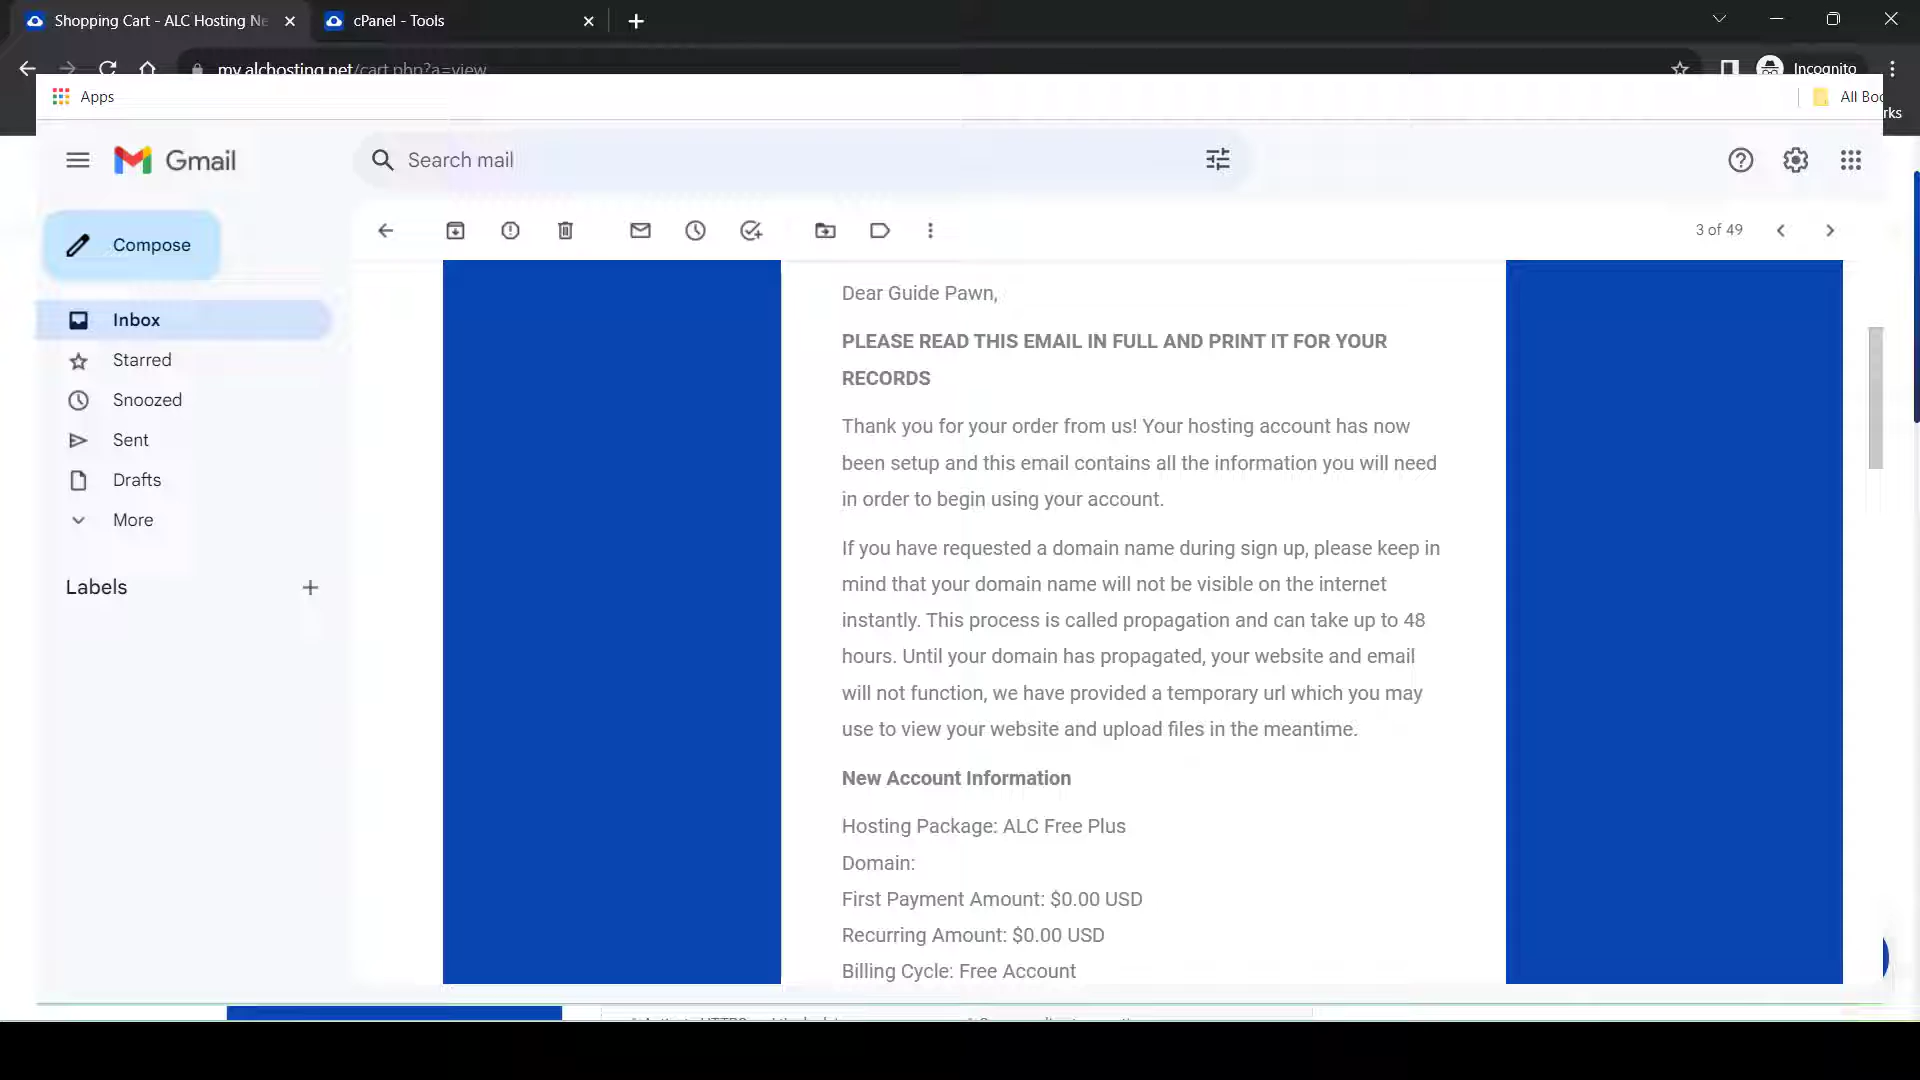 Shopping Cart - ALC Hosting Ne
cPanel - Tools
my.alchosting.net/cart.php?a=view
Incognito
Apps
All Boo
rks
Gmail
Search mail
Compose
3 of 49
Inbox
Starred
Snoozed
Sent
Drafts
More
Labels
Dear Guide Pawn,
PLEASE READ THIS EMAIL IN FULL AND PRINT IT FOR YOUR
RECORDS
Thank you for your order from us! Your hosting account has now
been setup and this email contains all the information you will need
in order to begin using your account.
If you have requested a domain name during sign up, please keep in
mind that your domain name will not be visible on the internet
instantly. This process is called propagation and can take up to 48
hours. Until your domain has propagated, your website and email
will not function, we have provided a temporary url which you may
use to view your website and upload files in the meantime.
New Account Information
Hosting Package: ALC Free Plus
Domain:
First Payment Amount: $0.00 USD
Recurring Amount: $0.00 USD
Billing Cycle: Free Account